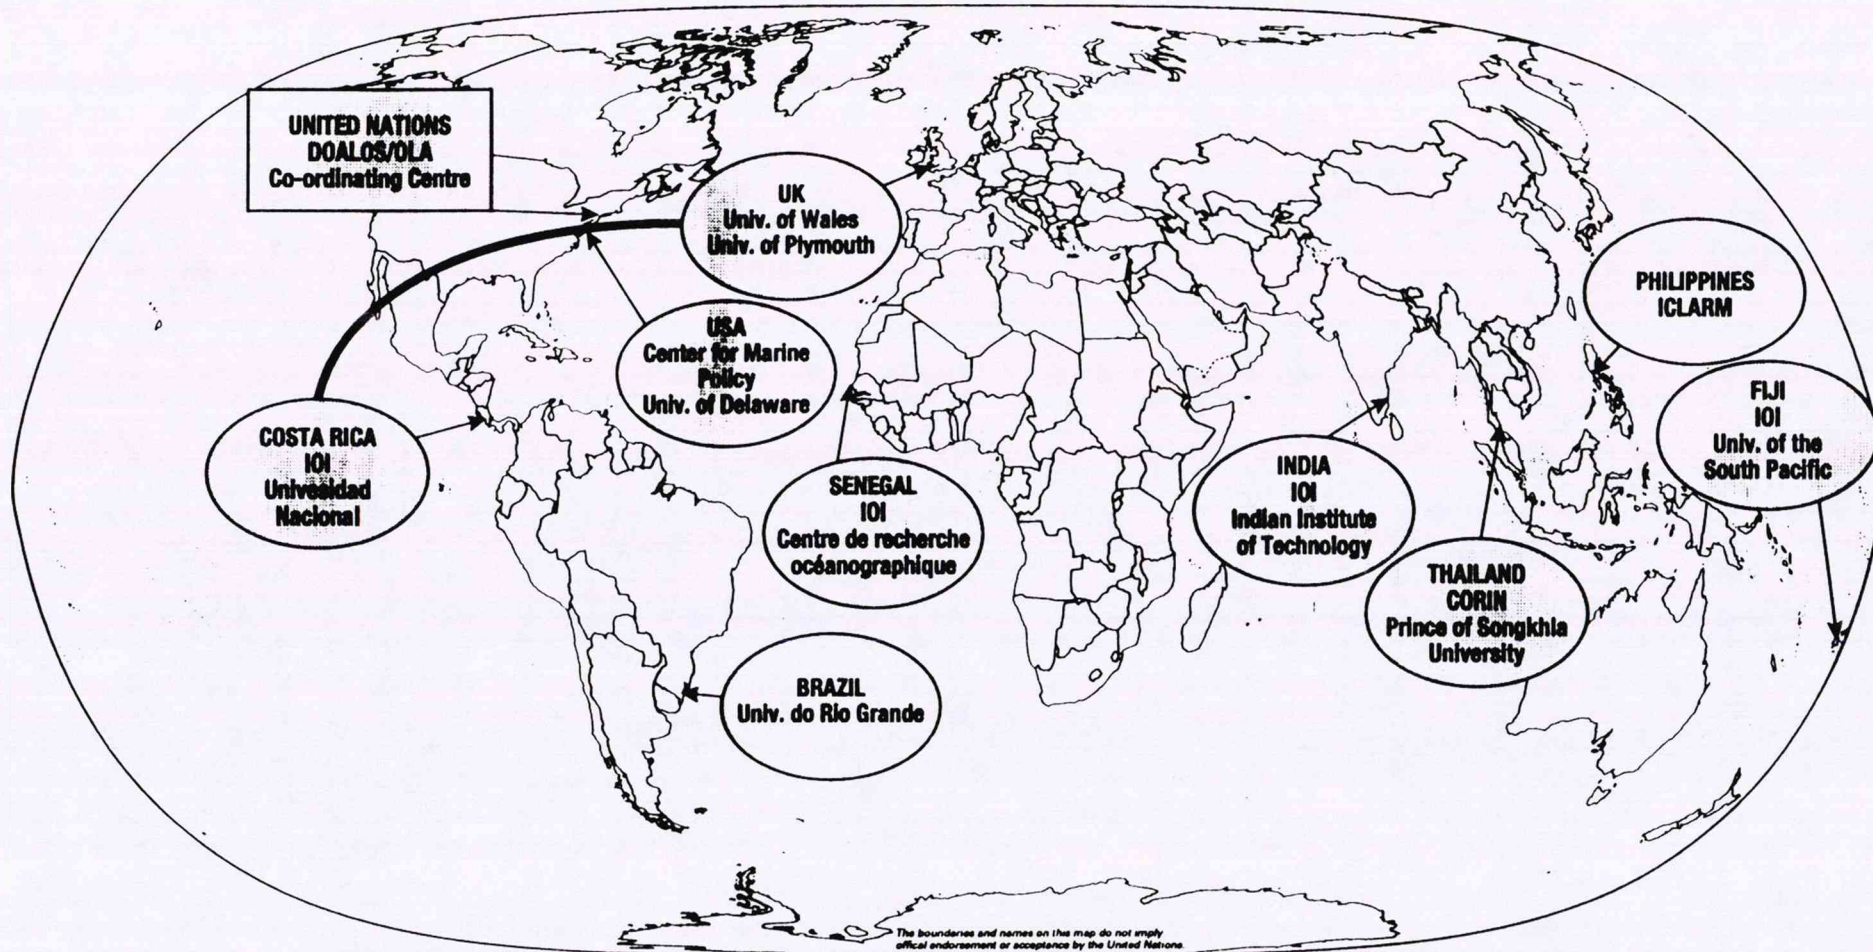 UNITED NATIONS
DOALOS/OLA
Co-ordinating Centre
UK
Univ. of Wales
Univ. of Plymouth
USA
Center for Marine
Policy
Univ. of Delaware
COSTA RICA
IOI
Univesidad
Nacional
SENEGAL
IOI
Centre de recherche
océanographique
BRAZIL
Univ. do Rio Grande
INDIA
IOI
Indian Institute
of Technology
THAILAND
CORIN
Prince of Songkhla
University
PHILIPPINES
ICLARM
FIJI
IOI
Univ. of the
South Pacific
The boundaries and names on this map do not imply
offical endorsement or acceptance by the United Nations.